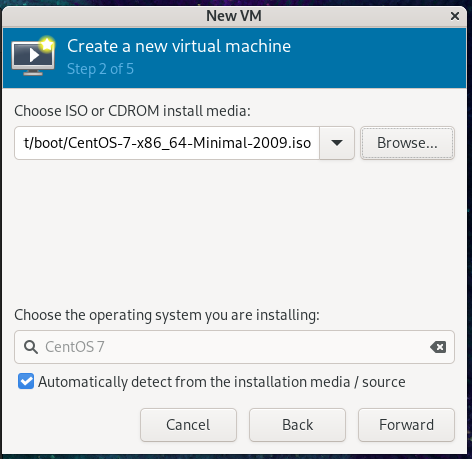 New VM
Create a new virtual machine
Step 2 of 5
Choose ISO or CDROM install media:
t/boot/CentOS-7-x86_64-Minimal-2009.iso
Browse...
Choose the operating system you are installing:
CentOS 7
Automatically detect from the installation media / source
Cancel
Back
Forward